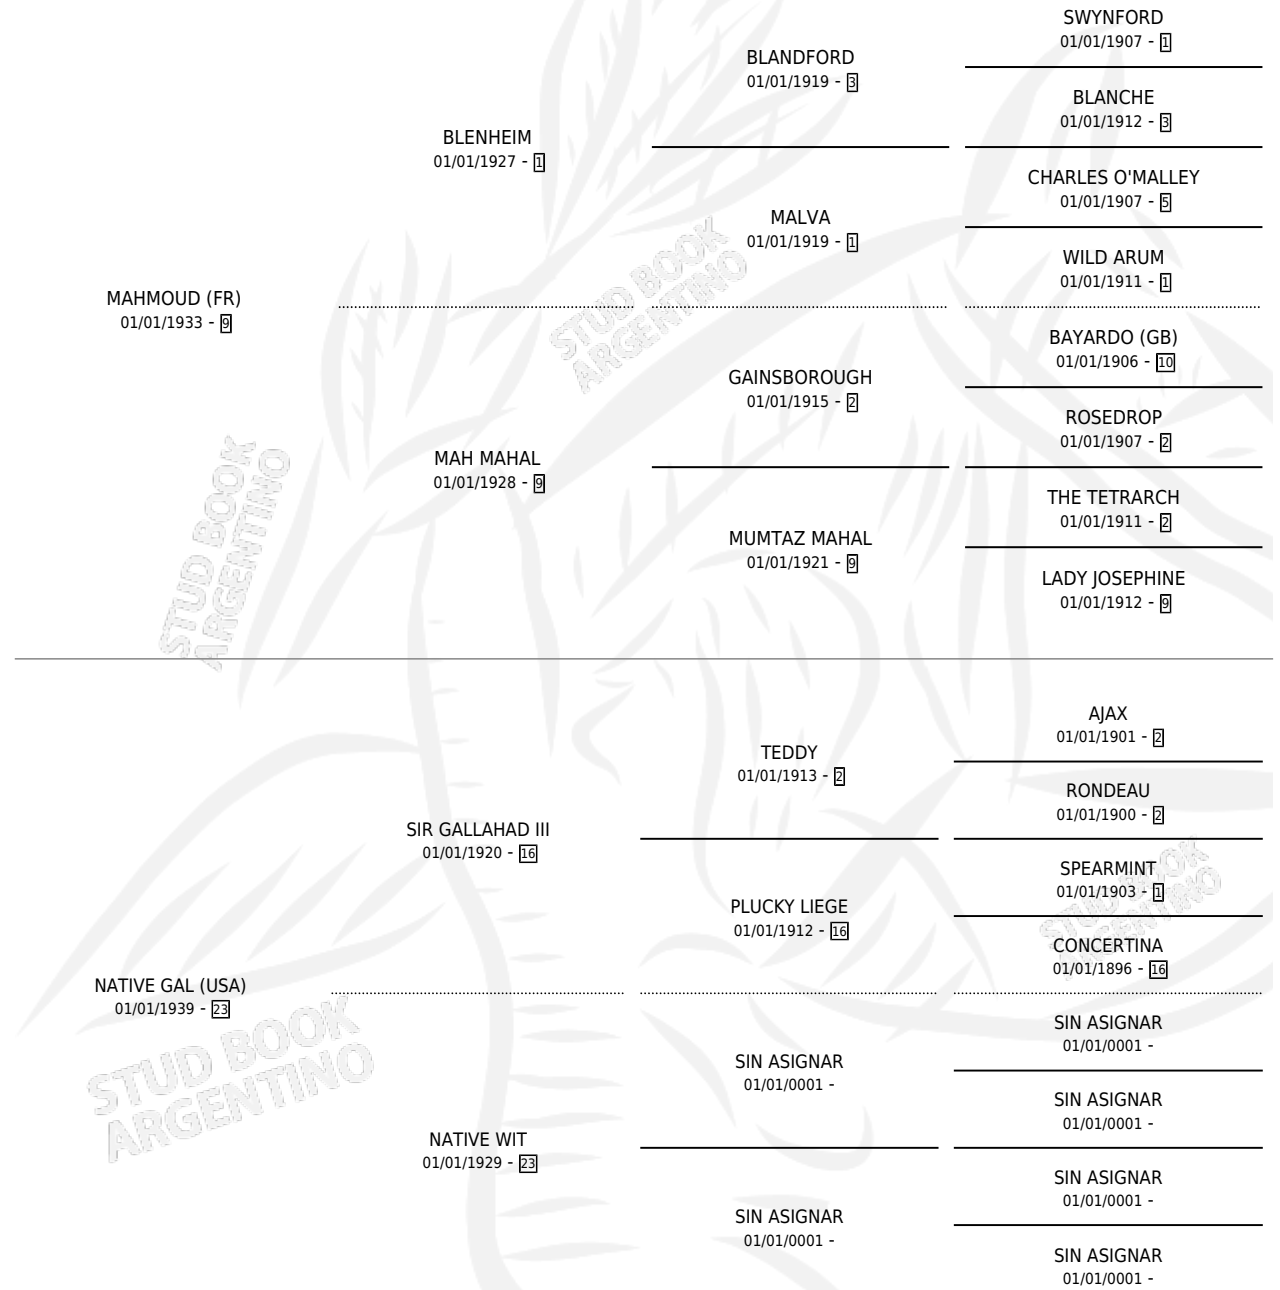 SWYNFORD
01/01/1907 - 1
BLANDFORD
01/01/1919 - 3
BLANCHE
01/01/1912 - 3
BLENHEIM
01/01/1927 - 1
CHARLES O'MALLEY
01/01/1907 - 5
MALVA
01/01/1919 - 1
WILD ARUM
01/01/1911 - 1
MAHMOUD (FR)
01/01/1933 - 9
BAYARDO (GB)
01/01/1906 - 10
GAINSBOROUGH
01/01/1915 - 2
ROSEDROP
01/01/1907 - 2
MAH MAHAL
01/01/1928 - 9
THE TETRARCH
01/01/1911 - 2
MUMTAZ MAHAL
01/01/1921 - 9
LADY JOSEPHINE
01/01/1912 - 9
STUD BOOK
ARGENTINO
STUD BOOK
ARGENTINO
AJAX
01/01/1901 - 2
TEDDY
01/01/1913 - 2
RONDEAU
01/01/1900 - 2
SIR GALLAHAD III
01/01/1920 - 16
SPEARMINT
01/01/1903 - 1
PLUCKY LIEGE
01/01/1912 - 16
CONCERTINA
01/01/1896 - 16
STUD BOOK
ARGENTINO
NATIVE GAL (USA)
01/01/1939 - 23
SIN ASIGNAR
01/01/0001 -
SIN ASIGNAR
01/01/0001 -
SIN ASIGNAR
01/01/0001 -
STUD BOOK
ARGENTINO
NATIVE WIT
01/01/1929 - 23
SIN ASIGNAR
01/01/0001 -
SIN ASIGNAR
01/01/0001 -
SIN ASIGNAR
01/01/0001 -